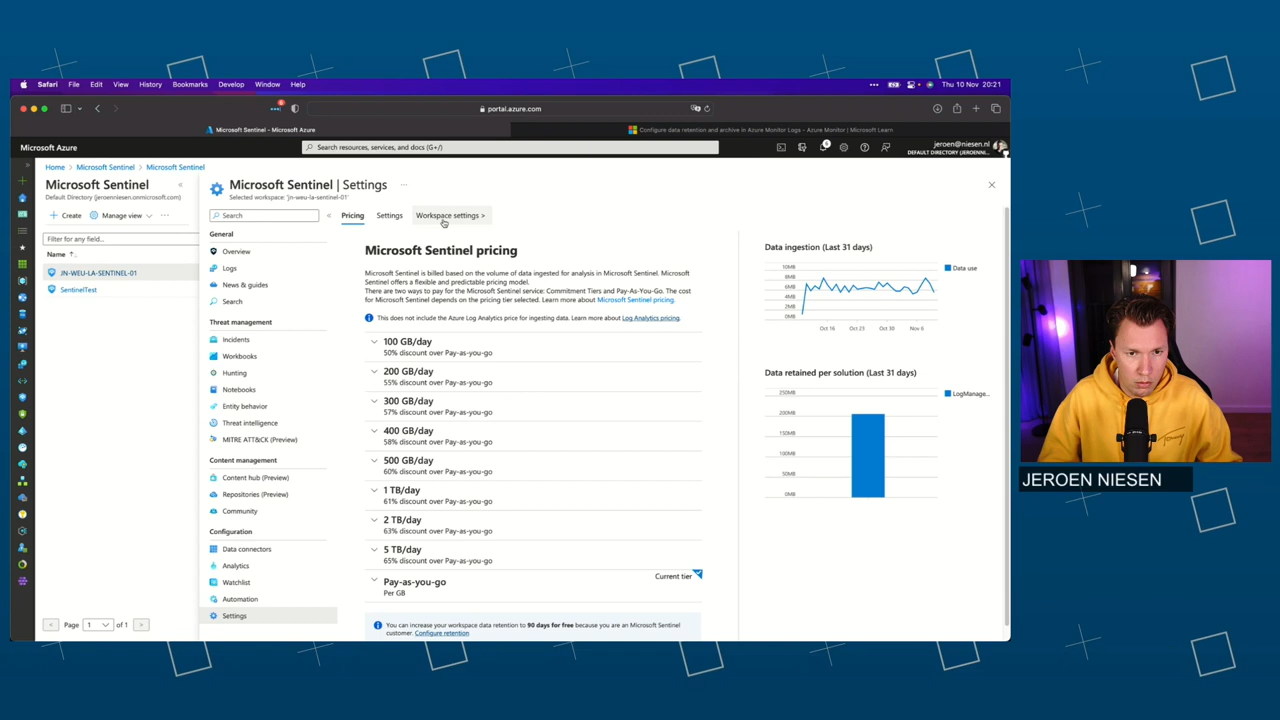 Safari File Edit View History Bookmarks Develop Window Help
Thu 10 Nov 20:21
portal.azure.com
Microsoft Sentinel - Microsoft Azure
Configure data retention and archive in Azure Monitor Logs - Azure Monitor | Microsoft Learn
Microsoft Azure
Search resources, services, and docs (G+/)
jeroen@niesen.nl
DEFAULT DIRECTORY (JEROENNI...
Home > Microsoft Sentinel > Microsoft Sentinel
Microsoft Sentinel
Default Directory (jeroenniesen.onmicrosoft.com)
+ Create
Manage view
...
Filter for any field...
Name ↑
JN-WEU-LA-SENTINEL-01
SentinelTest
Page 1 of 1
Microsoft Sentinel | Settings
...
Selected workspace: 'jn-weu-la-sentinel-01'
Search
General
Overview
Logs
News & guides
Search
Threat management
Incidents
Workbooks
Hunting
Notebooks
Entity behavior
Threat intelligence
MITRE ATT&CK (Preview)
Content management
Content hub (Preview)
Repositories (Preview)
Community
Configuration
Data connectors
Analytics
Watchlist
Automation
Settings
Pricing Settings Workspace settings >
Microsoft Sentinel pricing
Microsoft Sentinel is billed based on the volume of data ingested for analysis in Microsoft Sentinel. Microsoft
Sentinel offers a flexible and predictable pricing model.
There are two ways to pay for the Microsoft Sentinel service: Commitment Tiers and Pay-As-You-Go. The cost
for Microsoft Sentinel depends on the pricing tier selected. Learn more about Microsoft Sentinel pricing.
This does not include the Azure Log Analytics price for ingesting data. Learn more about Log Analytics pricing.
100 GB/day
50% discount over Pay-as-you-go
200 GB/day
55% discount over Pay-as-you-go
300 GB/day
57% discount over Pay-as-you-go
400 GB/day
58% discount over Pay-as-you-go
500 GB/day
60% discount over Pay-as-you-go
1 TB/day
61% discount over Pay-as-you-go
2 TB/day
63% discount over Pay-as-you-go
5 TB/day
65% discount over Pay-as-you-go
Pay-as-you-go
Per GB
Current tier
You can increase your workspace data retention to 90 days for free because you are an Microsoft Sentinel
customer. Configure retention
Data ingestion (Last 31 days)
10MB
8MB
6MB
4MB
2MB
0MB
Oct 16 Oct 23 Oct 30 Nov 6
Data use
Data retained per solution (Last 31 days)
250MB
200MB
150MB
100MB
50MB
0MB
LogManage...
JEROEN NIESEN